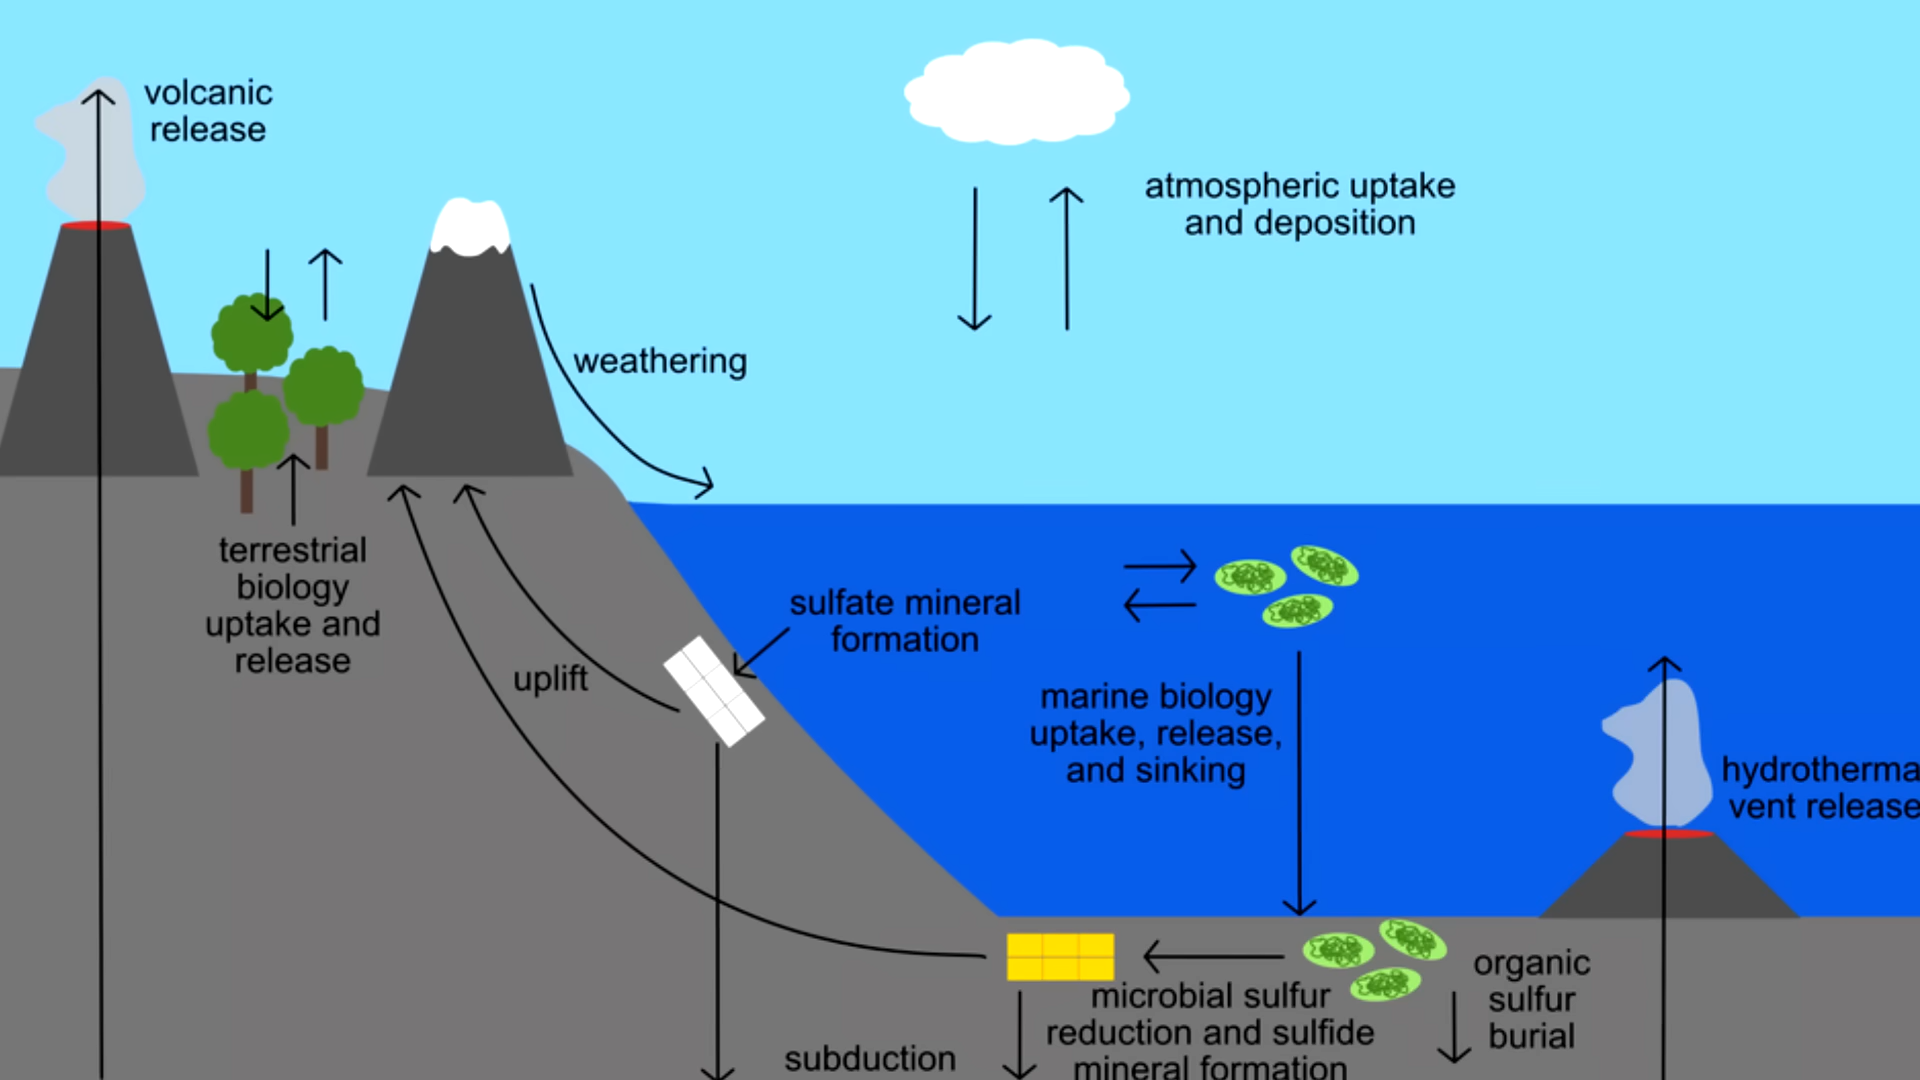 volcanic
release
atmospheric uptake
and deposition
weathering
terrestrial
biology
uptake and
release
sulfate mineral
formation
uplift
marine biology
uptake, release,
and sinking
hydrotherma
vent release
organic
sulfur
burial
microbial sulfur
reduction and sulfide
mineral formation
subduction